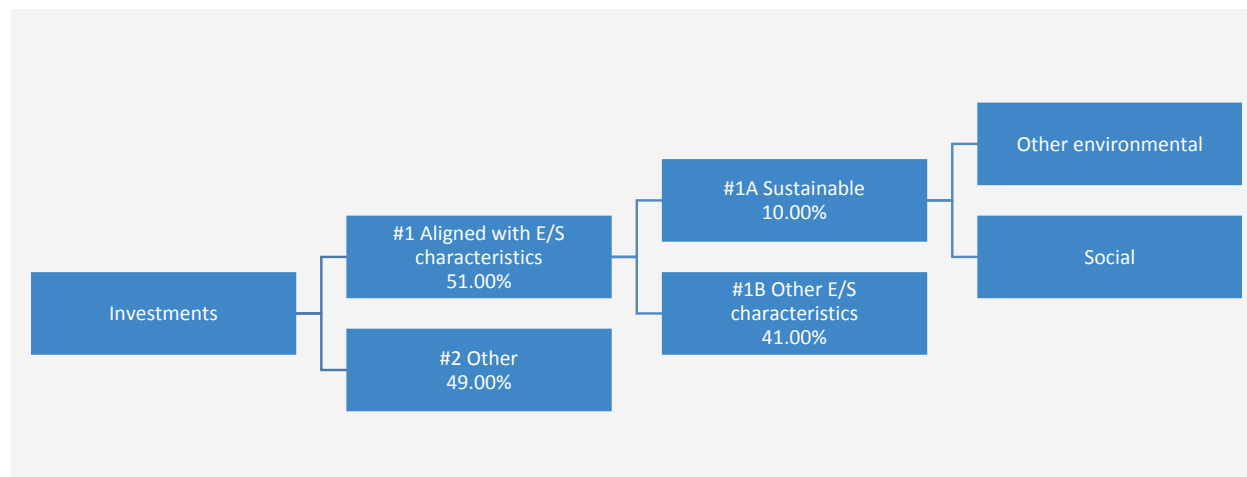 Investments
#1 Aligned with E/S
characteristics
51.00%
#2 Other
49.00%
#1A Sustainable
10.00%
#1B Other E/S
characteristics
41.00%
Other environmental
Social